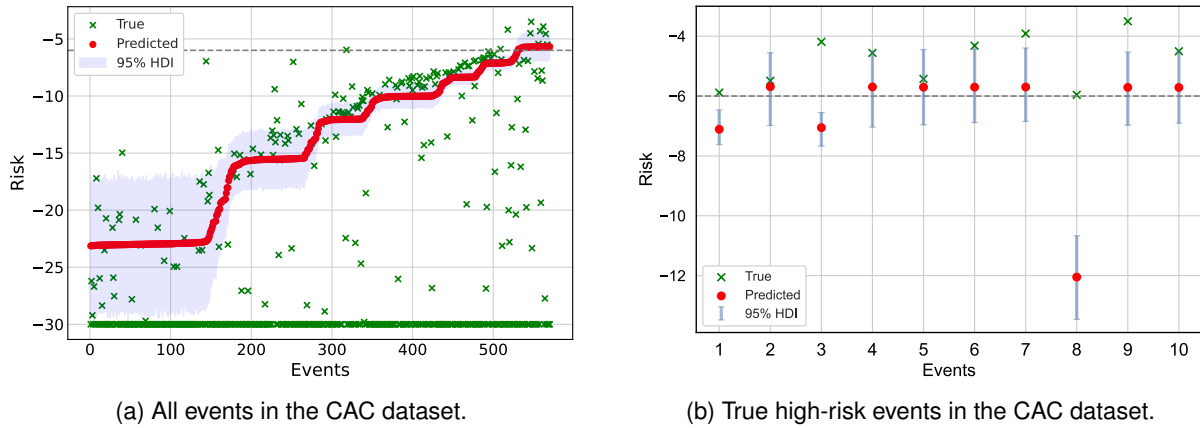 True
Predicted
95% HDI
−5
−10
−15
−20
−25
−30
Risk
0 100 200 300 400 500
Events
(a) All events in the CAC dataset.
−4
−6
−8
−10
−12
Risk
True
Predicted
95% HDI
1 2 3 4 5 6 7 8 9 10
Events
(b) True high-risk events in the CAC dataset.